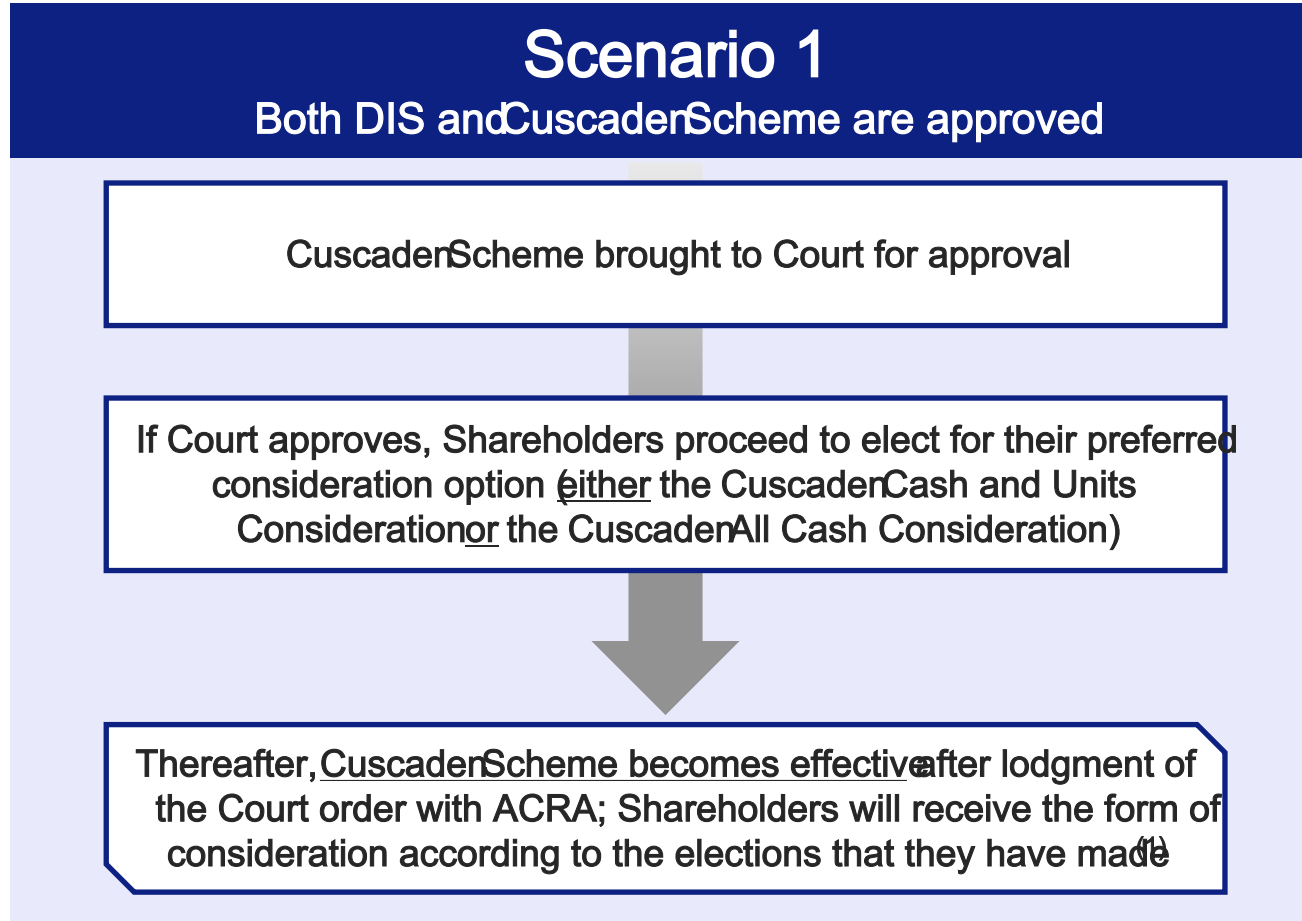 Scenario 1
Both DIS and Cuscaden Scheme are approved
Cuscaden Scheme brought to Court for approval
If Court approves, Shareholders proceed to elect for their preferred
consideration option (either the Cuscaden Cash and Units
Consideration or the Cuscaden All Cash Consideration)
Thereafter, Cuscaden Scheme becomes effective after lodgment of
the Court order with ACRA; Shareholders will receive the form of
consideration according to the elections that they have made (1)